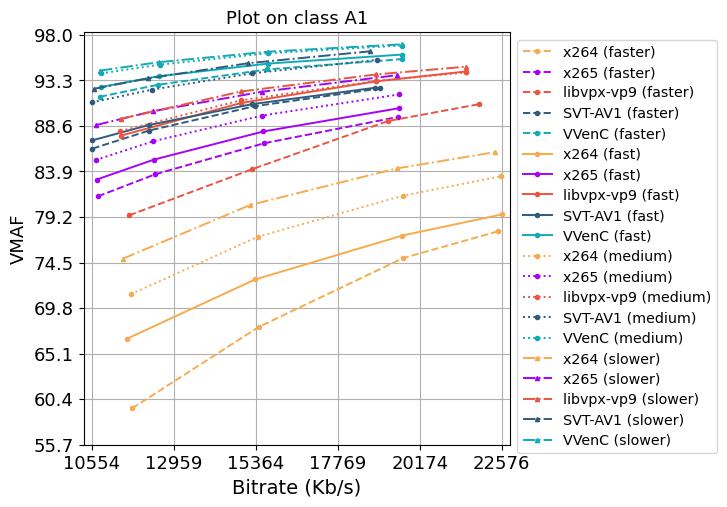 Plot on class A1
98.0
93.3
88.6
83.9
79.2
74.5
69.8
65.1
60.4
55.7
VMAF
10554 12959 15364 17769 20174 22576
Bitrate (Kb/s)
x264 (faster)
x265 (faster)
libvpx-vp9 (faster)
SVT-AV1 (faster)
VVenC (faster)
x264 (fast)
x265 (fast)
libvpx-vp9 (fast)
SVT-AV1 (fast)
VVenC (fast)
x264 (medium)
x265 (medium)
libvpx-vp9 (medium)
SVT-AV1 (medium)
VVenC (medium)
x264 (slower)
x265 (slower)
libvpx-vp9 (slower)
SVT-AV1 (slower)
VVenC (slower)